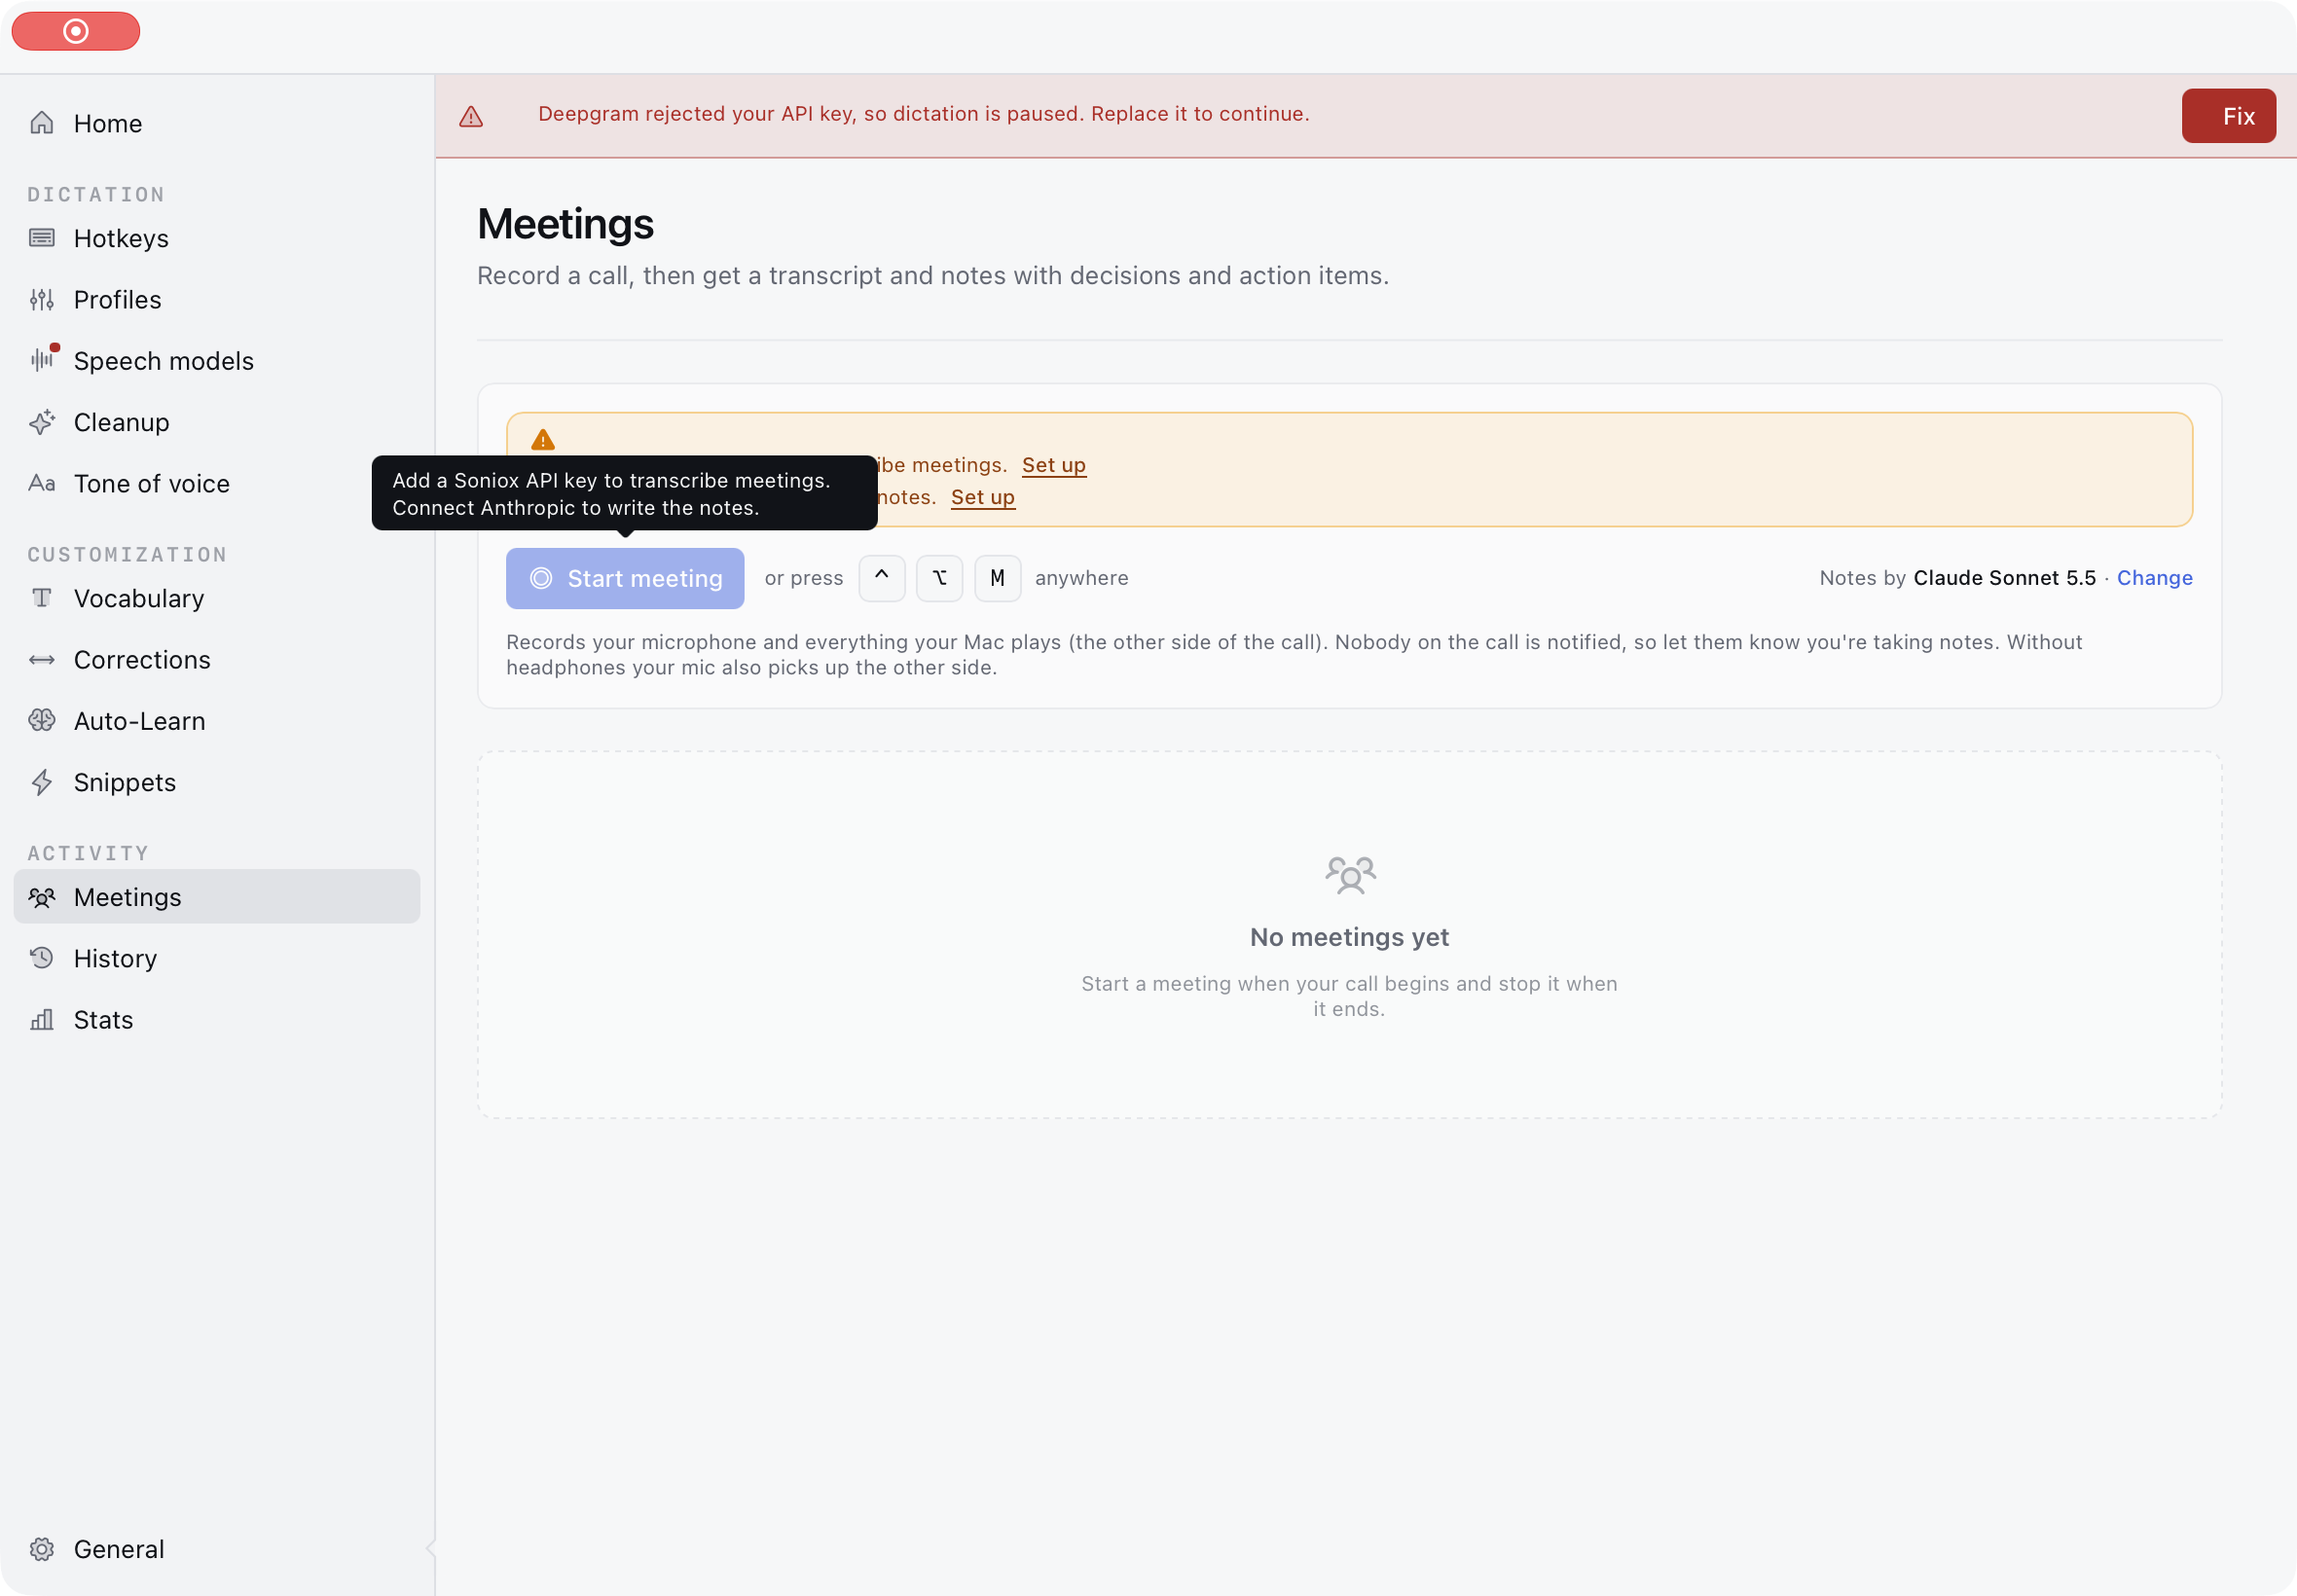 Home
DICTATION
Hotkeys
Profiles
Speech models
Cleanup
Aa Tone of voice
CUSTOMIZATION
Vocabulary
Corrections
Auto-Learn
Snippets
ACTIVITY
Meetings
History
Stats
General
Deepgram rejected your API key, so dictation is paused. Replace it to continue.
Fix
Meetings
Record a call, then get a transcript and notes with decisions and action items.
meetings. Set up
notes. Set up
Add a Soniox API key to transcribe meetings.
Connect Anthropic to write the notes.
Start meeting or press ^ ⌥ M anywhere
Notes by Claude Sonnet 5.5 · Change
Records your microphone and everything your Mac plays (the other side of the call). Nobody on the call is notified, so let them know you're taking notes. Without
headphones your mic also picks up the other side.
No meetings yet
Start a meeting when your call begins and stop it when
it ends.